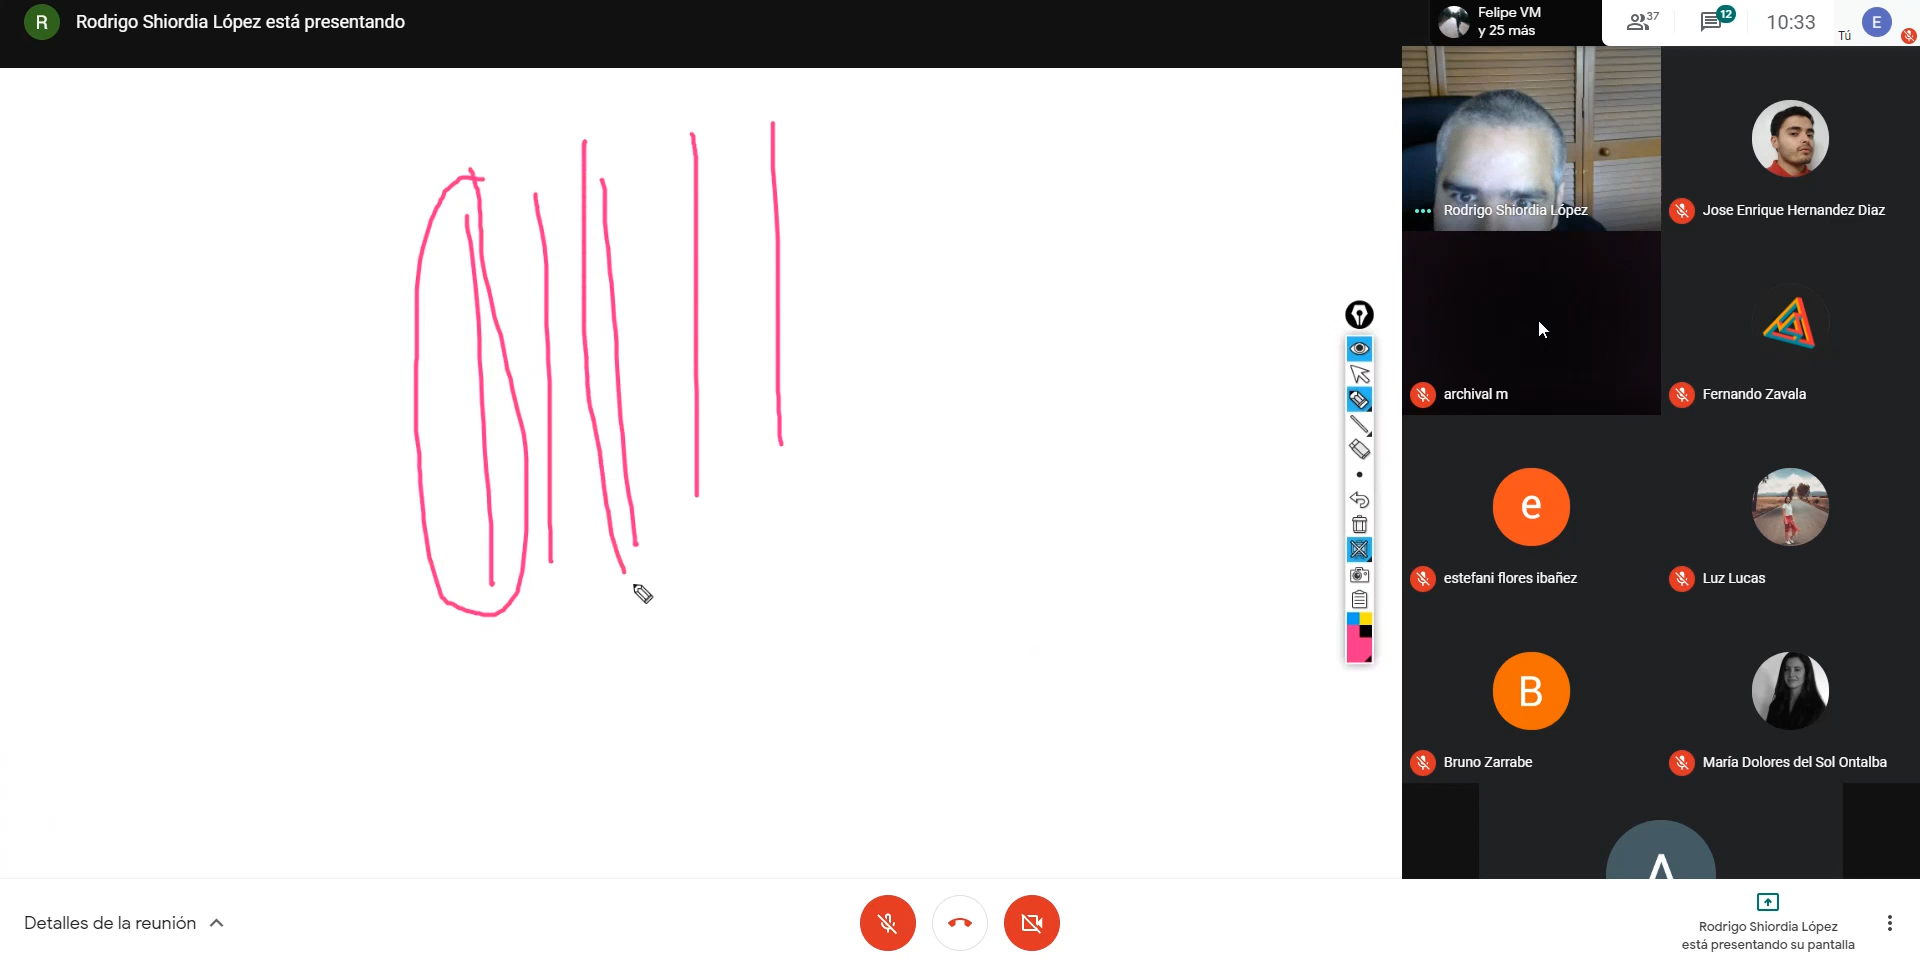 R
Rodrigo Shiordia López está presentando
Felipe VM
y 25 más
37
12
10:33
Tú
E
Rodrigo Shiordia López
Jose Enrique Hernandez Diaz
archival m
Fernando Zavala
e
estefani flores ibañez
Luz Lucas
B
Bruno Zarrabe
María Dolores del Sol Ontalba
A
Detalles de la reunión
Rodrigo Shiordia López
está presentando su pantalla